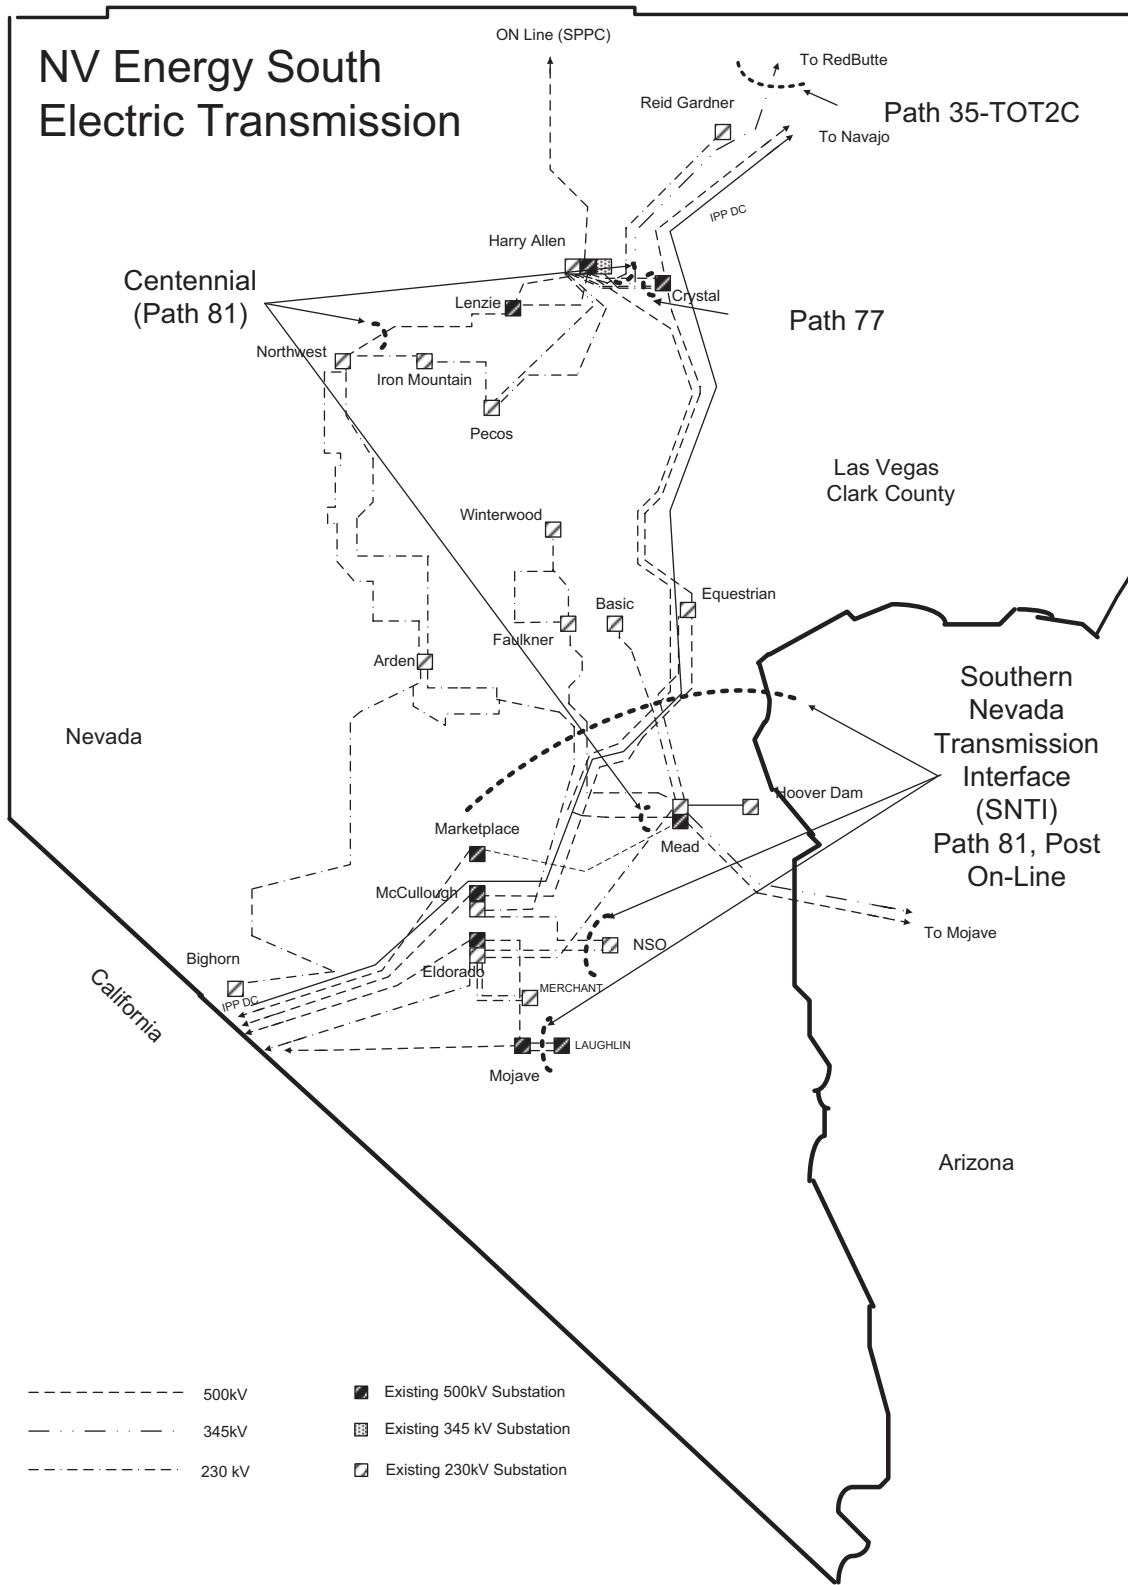 NV Energy South
Electric Transmission
ON Line (SPPC)
To RedButte
Reid Gardner
Path 35-TOT2C
To Navajo
IPP DC
Harry Allen
Centennial
(Path 81)
Lenzie
Crystal
Path 77
Northwest
Iron Mountain
Pecos
Las Vegas
Clark County
Winterwood
Equestrian
Basic
Faulkner
Arden
Southern
Nevada
Transmission
Interface
(SNTI)
Path 81, Post
On-Line
Nevada
Hoover Dam
Marketplace
Mead
McCullough
To Mojave
NSO
Bighorn
Eldorado
MERCHANT
IPP DC
California
LAUGHLIN
Mojave
Arizona
500kV
Existing 500kV Substation
345kV
Existing 345 kV Substation
230 kV
Existing 230kV Substation